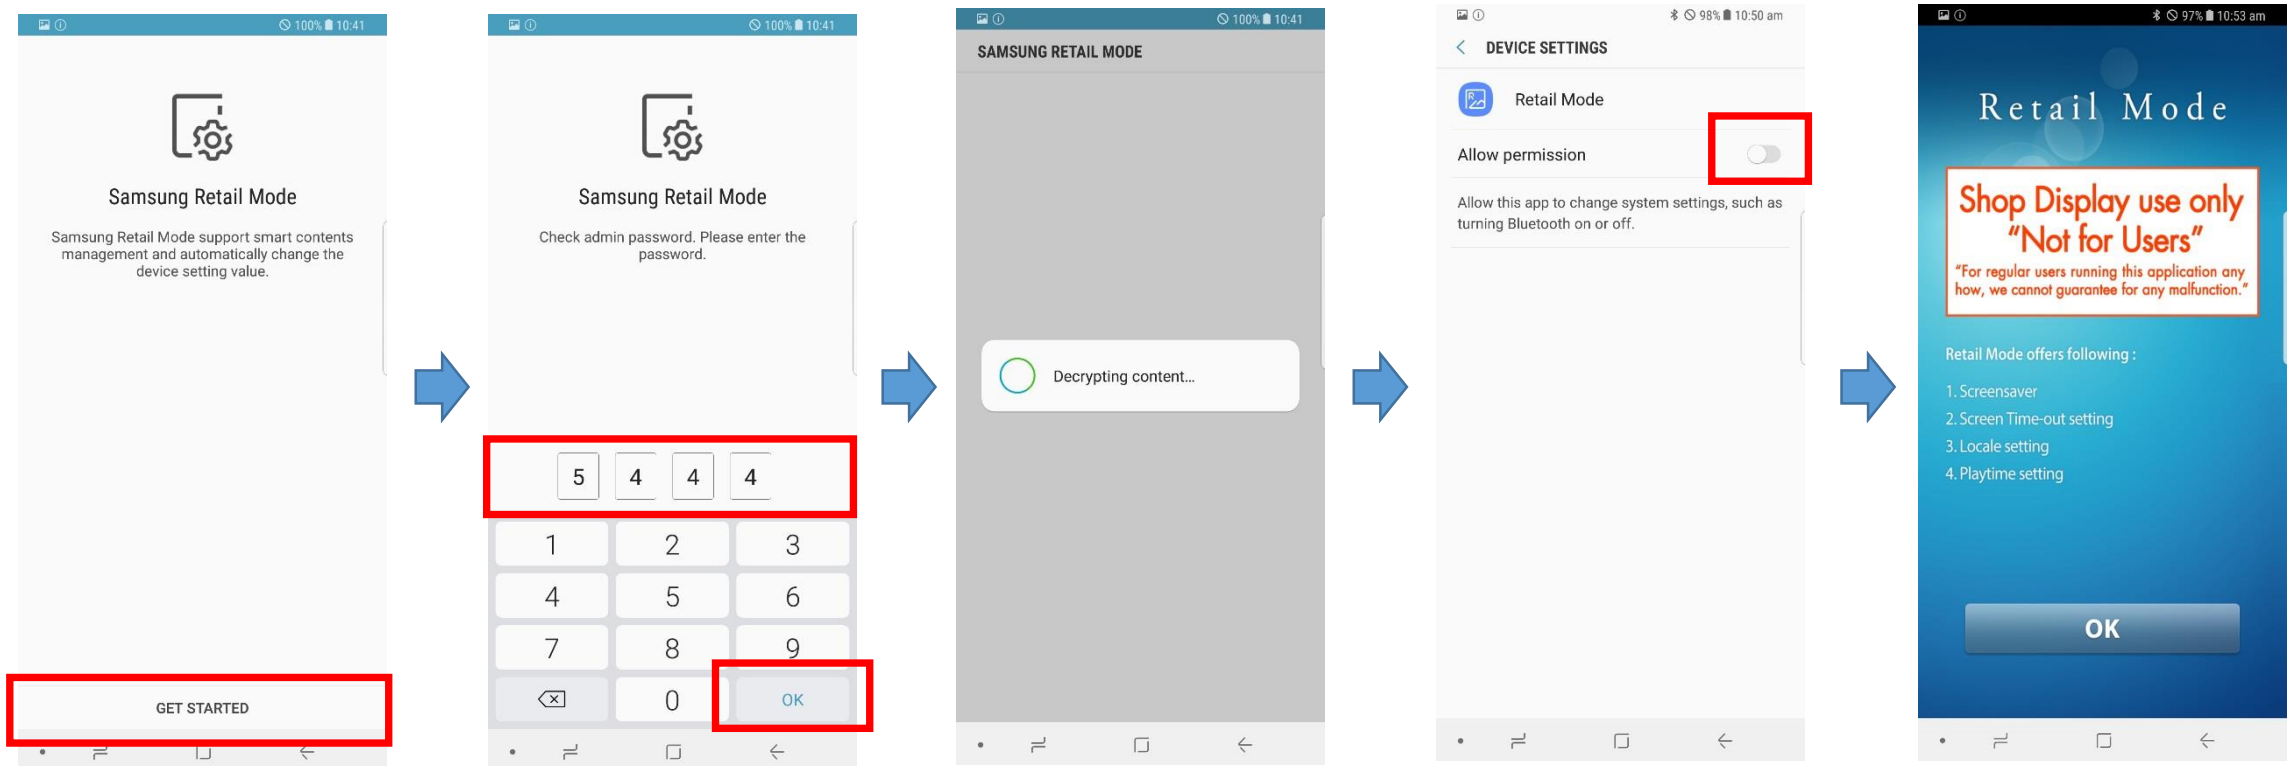 100% 10:41
Samsung Retail Mode
Samsung Retail Mode support smart contents
management and automatically change the
device setting value.
GET STARTED
100% 10:41
Samsung Retail Mode
Check admin password. Please enter the
password.
5 4 4 4
1 2 3
4 5 6
7 8 9
0 OK
100% 10:41
SAMSUNG RETAIL MODE
Decrypting content...
98% 10:50 am
DEVICE SETTINGS
Retail Mode
Allow permission
Allow this app to change system settings, such as
turning Bluetooth on or off.
97% 10:53 am
Retail Mode
Shop Display use only
“Not for Users”
“For regular users running this application any
how, we cannot guarantee for any malfunction.”
Retail Mode offers following :
1. Screensaver
2. Screen Time-out setting
3. Locale setting
4. Playtime setting
OK